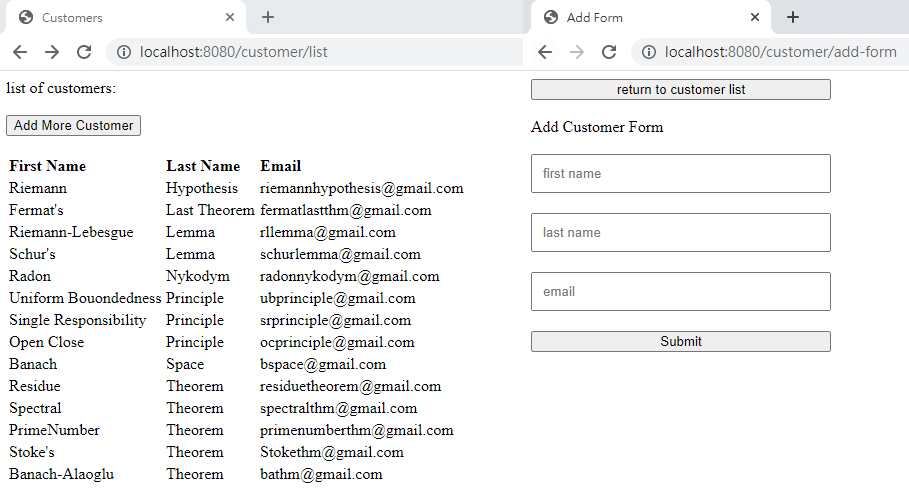 Customers
localhost:8080/customer/list
list of customers:
Add More Customer
First Name Last Name Email
Riemann Hypothesis riemannhypothesis@gmail.com
Fermat's Last Theorem fermatlastthm@gmail.com
Riemann-Lebesgue Lemma rllemma@gmail.com
Schur's Lemma schurlemma@gmail.com
Radon Nykodym radonnykodym@gmail.com
Uniform Bouondedness Principle ubprinciple@gmail.com
Single Responsibility Principle srprinciple@gmail.com
Open Close Principle ocprinciple@gmail.com
Banach Space bspace@gmail.com
Residue Theorem residuetheorem@gmail.com
Spectral Theorem spectralthm@gmail.com
PrimeNumber Theorem primenumberthm@gmail.com
Stoke's Theorem Stokethm@gmail.com
Banach-Alaoglu Theorem bathm@gmail.com
Add Form
localhost:8080/customer/add-form
return to customer list
Add Customer Form
first name
last name
email
Submit